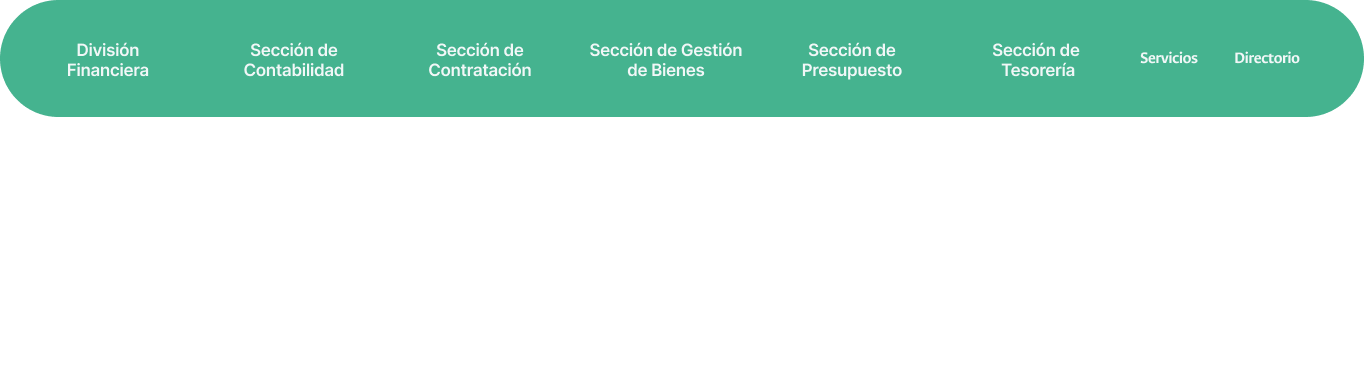 División
Financiera
Sección de
Contabilidad
Sección de
Contratación
Sección de Gestión
de Bienes
Sección de
Presupuesto
Sección de
Tesorería
Servicios
Directorio